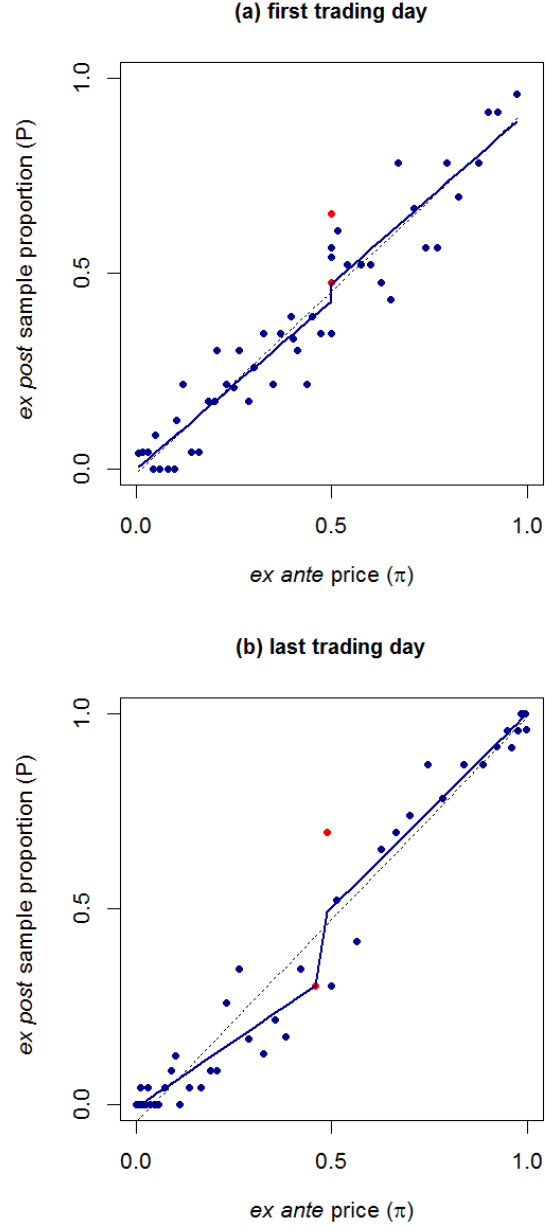 (a) first trading day
1.0
ex post sample proportion (P)
0.5
0.0
0.0 0.5 1.0
ex ante price (π)
(b) last trading day
1.0
ex post sample proportion (P)
0.5
0.0
0.0 0.5 1.0
ex ante price (π)